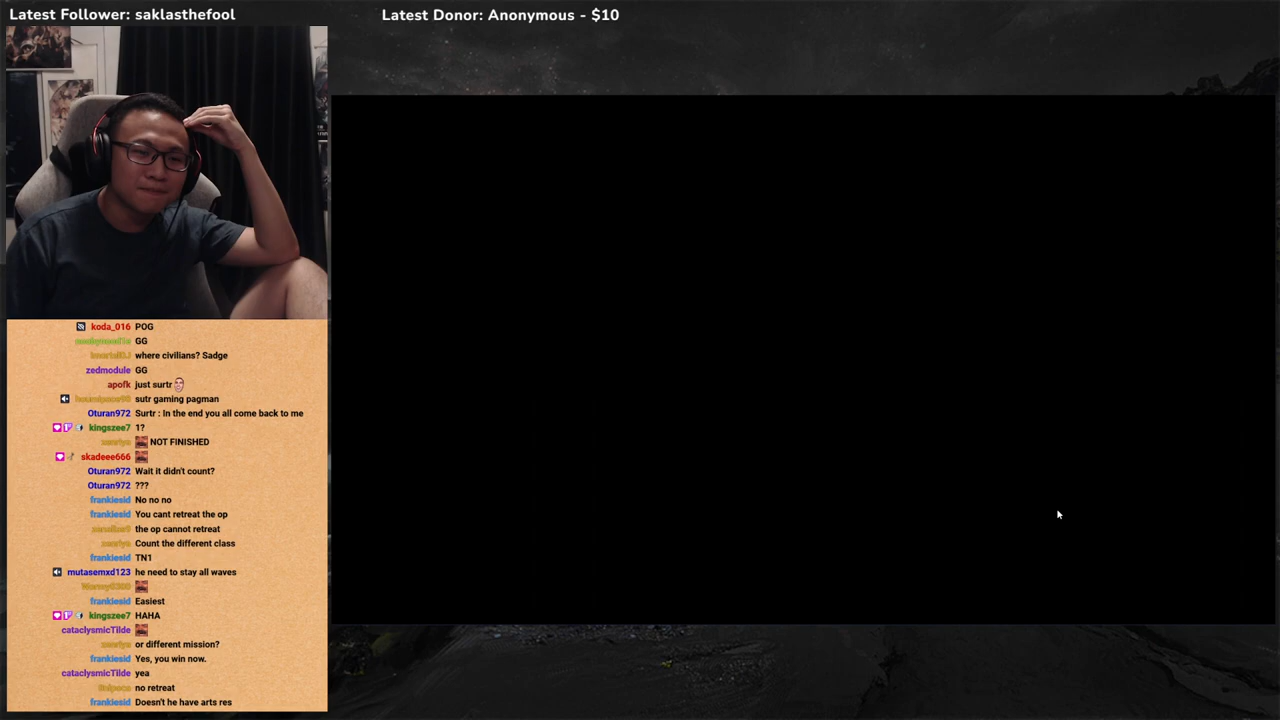 Latest Follower: saklasthefool
Latest Donor: Anonymous - $10
koda_016 POG
GG
where civilians? Sadge
zedmodule GG
apofk just surtr
sutr gaming pagman
Oturan972 Surtr : In the end you all come back to me
kingszee7 1?
NOT FINISHED
skadeee666
Oturan972 Wait it didn't count?
Oturan972 ???
frankiesid No no no
frankiesid You cant retreat the op
the op cannot retreat
Count the different class
frankiesid TN1
mutasemxd123 he need to stay all waves
frankiesid Easiest
kingszee7 HAHA
cataclysmicTilde
or different mission?
frankiesid Yes, you win now.
cataclysmicTilde yea
no retreat
frankiesid Doesn't he have arts res